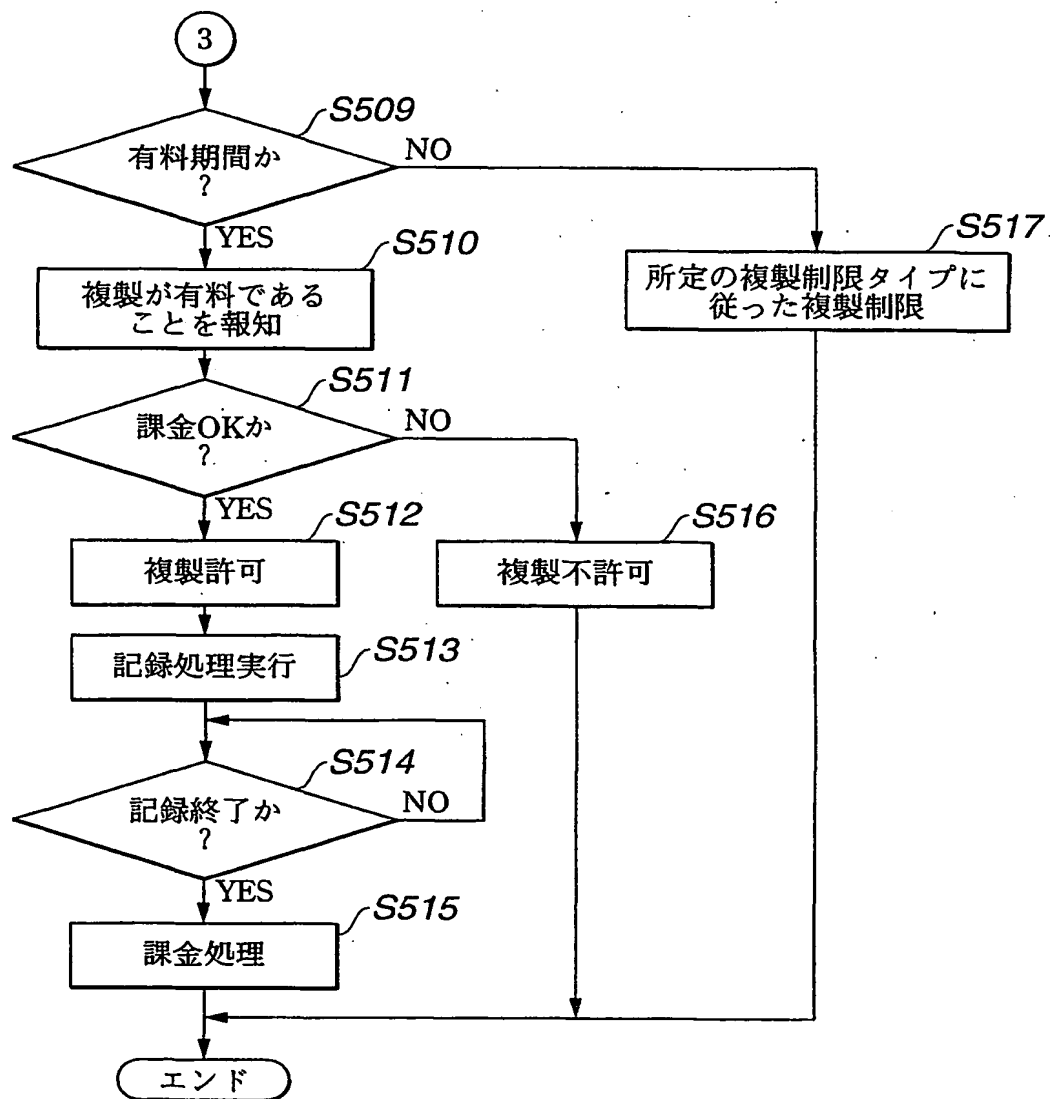 3
S509
有料期間か
?
NO
YES
S510
複製が有料である
ことを報知
S517
所定の複製制限タイプに
従った複製制限
S511
課金OKか
?
NO
YES
S512
複製許可
S516
複製不許可
S513
記録処理実行
S514
記録終了か
?
NO
YES
S515
課金処理
エンド